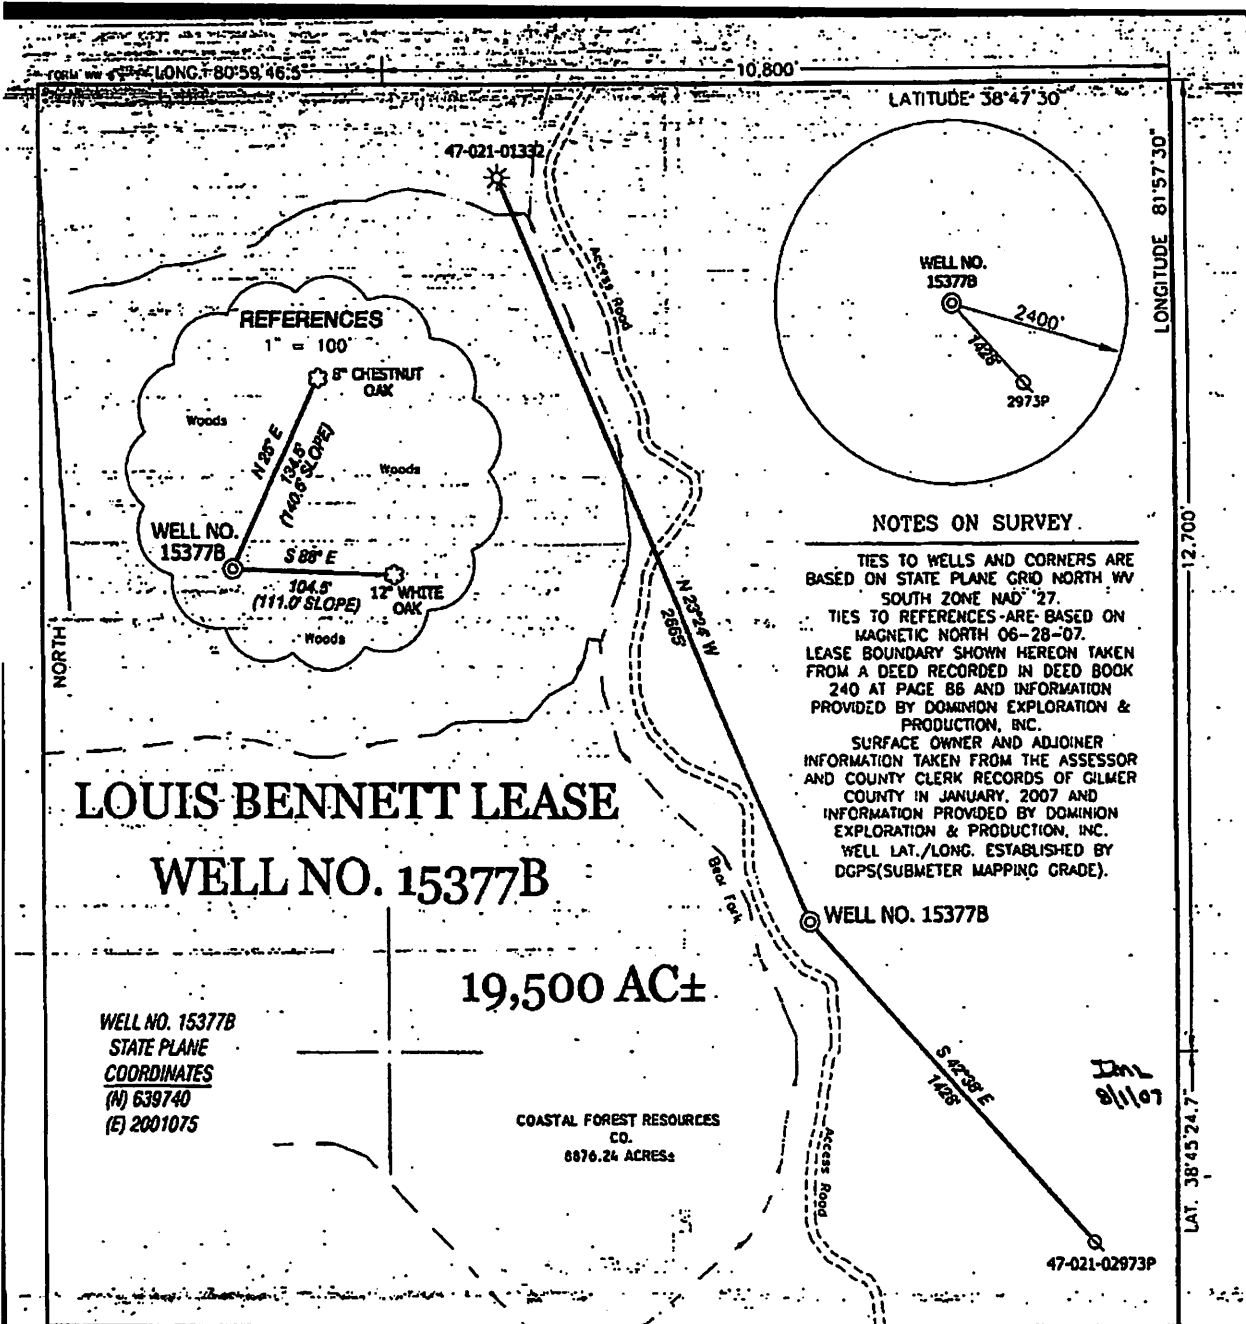 LONG. 80°59'46.5"
10,800'
LATITUDE 38°47'30"
47-021-01332
LONGITUDE 81°57'30"
Access Road
WELL NO.
15377B
2400'
1428'
2973P
REFERENCES
1" = 100'
8" CHESTNUT
OAK
Woods
N 25° E
134.5'
(140.6' SLOPE)
Woods
WELL NO.
15377B
S 88° E
104.5'
(111.0' SLOPE)
12" WHITE
OAK
Woods
NORTH
NOTES ON SURVEY
TIES TO WELLS AND CORNERS ARE
BASED ON STATE PLANE GRID NORTH WV
SOUTH ZONE NAD '27.
TIES TO REFERENCES ARE BASED ON
MAGNETIC NORTH 06-28-07.
LEASE BOUNDARY SHOWN HEREON TAKEN
FROM A DEED RECORDED IN DEED BOOK
240 AT PAGE 86 AND INFORMATION
PROVIDED BY DOMINION EXPLORATION &
PRODUCTION, INC.
SURFACE OWNER AND ADJOINER
INFORMATION TAKEN FROM THE ASSESSOR
AND COUNTY CLERK RECORDS OF GILMER
COUNTY IN JANUARY, 2007 AND
INFORMATION PROVIDED BY DOMINION
EXPLORATION & PRODUCTION, INC.
WELL LAT./LONG. ESTABLISHED BY
DGPS(SUBMETER MAPPING GRADE).
12,700'
N 23°24' W
2665'
LOUIS BENNETT LEASE
WELL NO. 15377B
19,500 AC±
Bear Fork
WELL NO. 15377B
WELL NO. 15377B
STATE PLANE
COORDINATES
(N) 639740
(E) 2001075
COASTAL FOREST RESOURCES
CO.
8876.24 ACRES±
S 42°38' E
1428'
8/1/07
LAT. 38°45'24.7"
Access Road
47-021-02973P